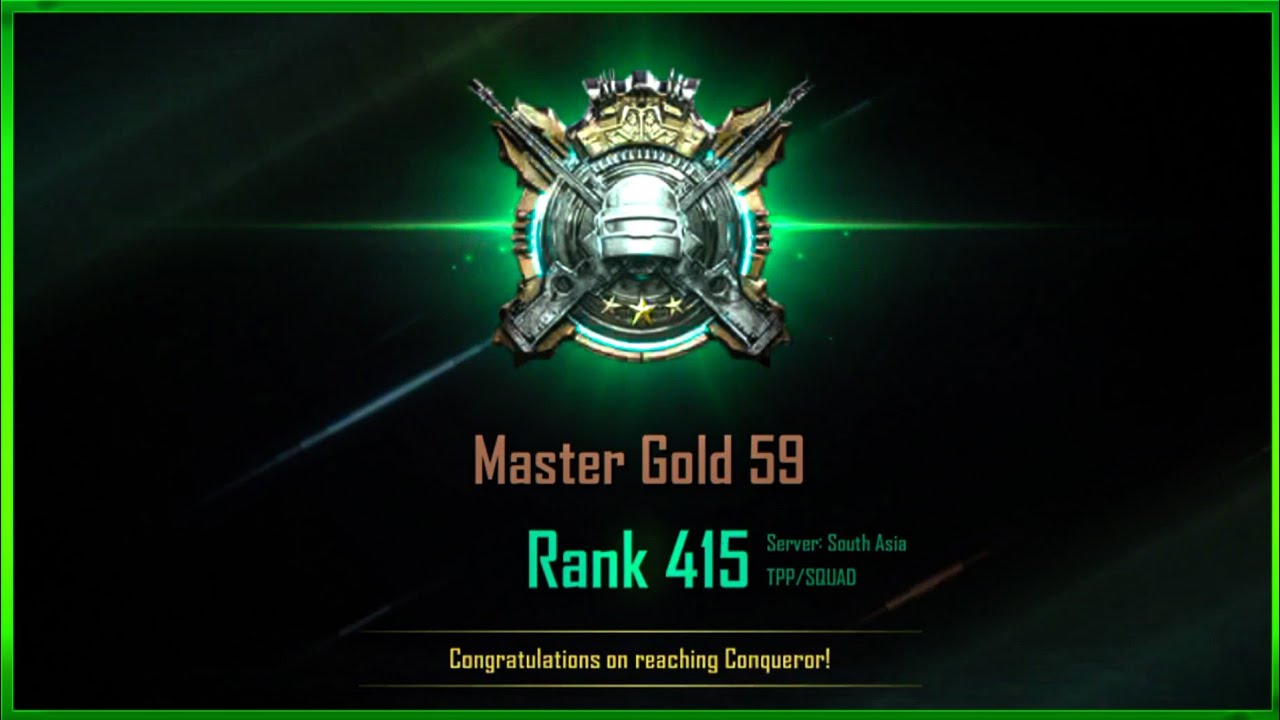 Master Gold 59
Rank 415
Server: South Asia
TPP/SQUAD
Congratulations on reaching Conqueror!